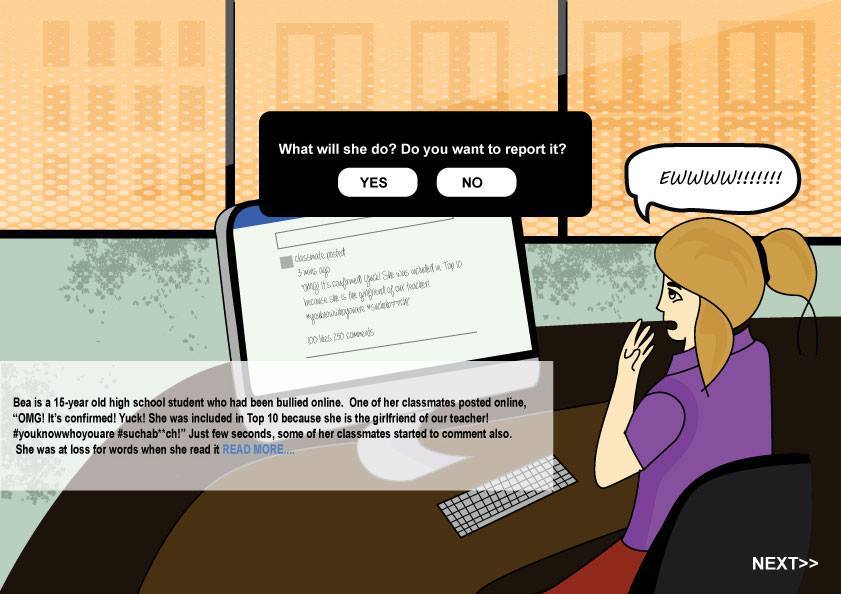 What will she do? Do you want to report it?
YES
NO
EWWWW!!!!!!!
classmate posted
3 mins ago
"OMG! It's confirmed! Yuck! She was included in Top 10
because she is the girlfriend of our teacher!
#youknowwhoyouare #suchab**ch!"
100 likes 250 comments
Bea is a 15-year old high school student who had been bullied online. One of her classmates posted online,
“OMG! It’s confirmed! Yuck! She was included in Top 10 because she is the girlfriend of our teacher!
#youknowwhoyouare #suchab**ch!” Just few seconds, some of her classmates started to comment also.
She was at loss for words when she read it READ MORE....
NEXT>>